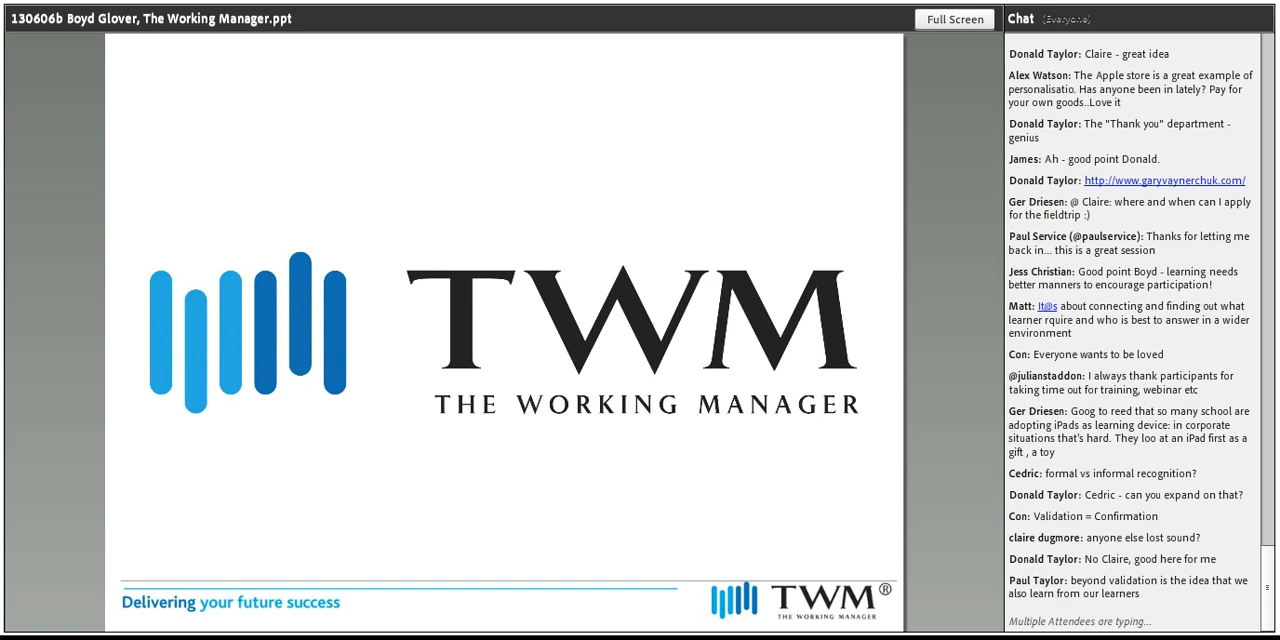 130606b Boyd Glover, The Working Manager.ppt
Full Screen
TWM
THE WORKING MANAGER
Delivering your future success
TWM®
THE WORKING MANAGER
Chat (Everyone)
Donald Taylor: Claire - great idea
Alex Watson: The Apple store is a great example of
personalisatio. Has anyone been in lately? Pay for
your own goods..Love it
Donald Taylor: The "Thank you" department -
genius
James: Ah - good point Donald.
Donald Taylor: http://www.garyvaynerchuk.com/
Ger Driesen: @ Claire: where and when can I apply
for the fieldtrip :)
Paul Service (@paulservice): Thanks for letting me
back in... this is a great session
Jess Christian: Good point Boyd - learning needs
better manners to encourage participation!
Matt: It@s about connecting and finding out what
learner rquire and who is best to answer in a wider
environment
Con: Everyone wants to be loved
@julianstaddon: I always thank participants for
taking time out for training, webinar etc
Ger Driesen: Goog to reed that so many school are
adopting iPads as learning device: in corporate
situations that's hard. They loo at an iPad first as a
gift , a toy
Cedric: formal vs informal recognition?
Donald Taylor: Cedric - can you expand on that?
Con: Validation = Confirmation
claire dugmore: anyone else lost sound?
Donald Taylor: No Claire, good here for me
Paul Taylor: beyond validation is the idea that we
also learn from our learners
Multiple Attendees are typing...